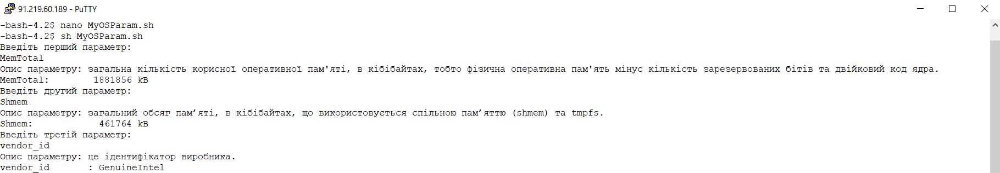 91.219.60.189 - PuTTY
-bash-4.2$ nano MyOSParam.sh
-bash-4.2$ sh MyOSParam.sh
Введіть перший параметр:
MemTotal
Опис параметру: загальна кількість корисної оперативної пам'яті, в кібібайтах, тобто фізична оперативна пам'ять мінус кількість зарезервованих бітів та двійковий код ядра.
MemTotal:        1881856 kB
Введіть другий параметр:
Shmem
Опис параметру: загальний обсяг пам’яті, в кібібайтах, що використовується спільною пам’яттю (shmem) та tmpfs.
Shmem:            461764 kB
Введіть третій параметр:
vendor_id
Опис параметру: це ідентифікатор виробника.
vendor_id       : GenuineIntel